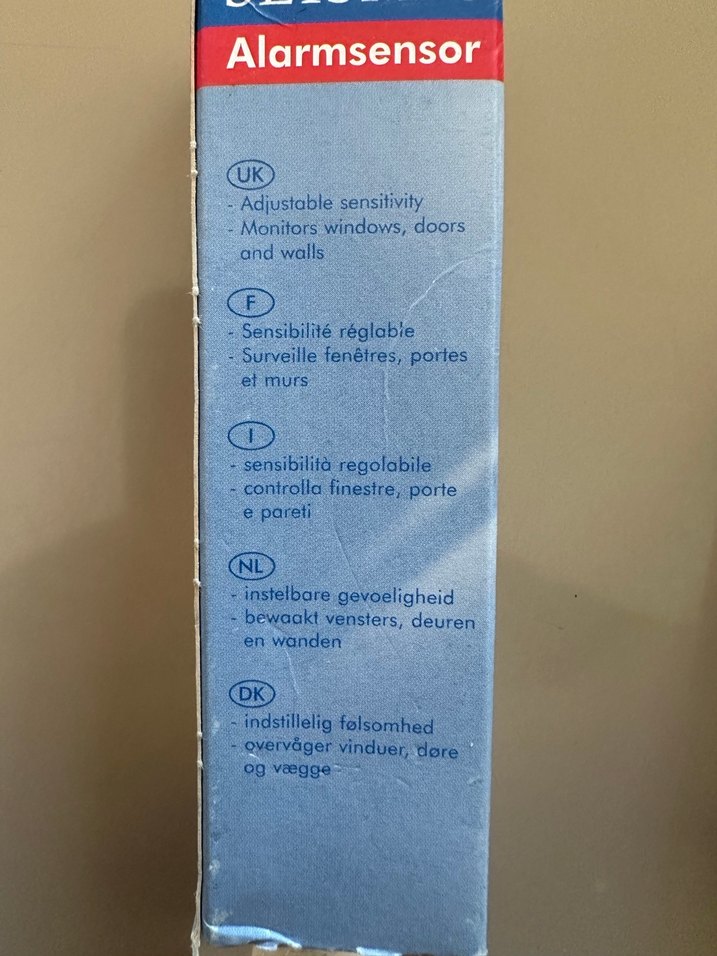 Alarmsensor
UK
- Adjustable sensitivity
- Monitors windows, doors
and walls
F
- Sensibilité réglable
- Surveille fenêtres, portes
et murs
I
- sensibilità regolabile
- controlla finestre, porte
e pareti
NL
- instelbare gevoeligheid
- bewaakt vensters, deuren
en wanden
DK
- indstillelig følsomhed
- overvåger vinduer, døre
og vægge